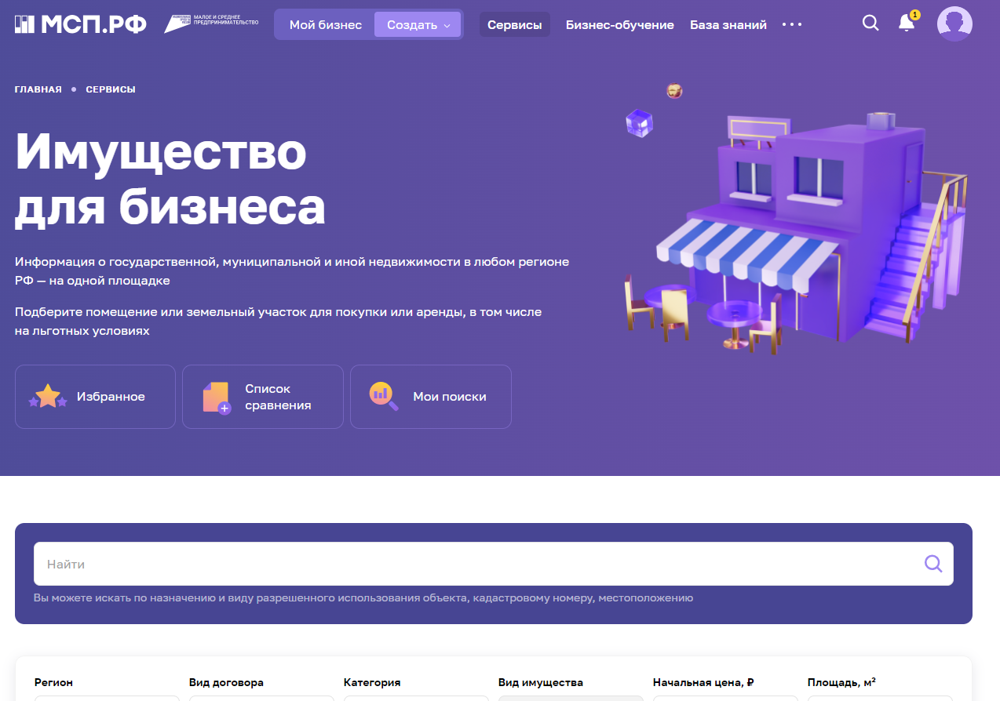 МСП.РФ
МАЛОЕ И СРЕДНЕЕ
ПРЕДПРИНИМАТЕЛЬСТВО
Мой бизнес
Создать
Сервисы
Бизнес-обучение
База знаний
1
ГЛАВНАЯ
СЕРВИСЫ
Имущество
для бизнеса
Информация о государственной, муниципальной и иной недвижимости в любом регионе
РФ — на одной площадке
Подберите помещение или земельный участок для покупки или аренды, в том числе
на льготных условиях
Избранное
Список
сравнения
Мои поиски
Найти
Вы можете искать по назначению и виду разрешенного использования объекта, кадастровому номеру, местоположению
Регион
Вид договора
Категория
Вид имущества
Начальная цена, ₽
Площадь, м²